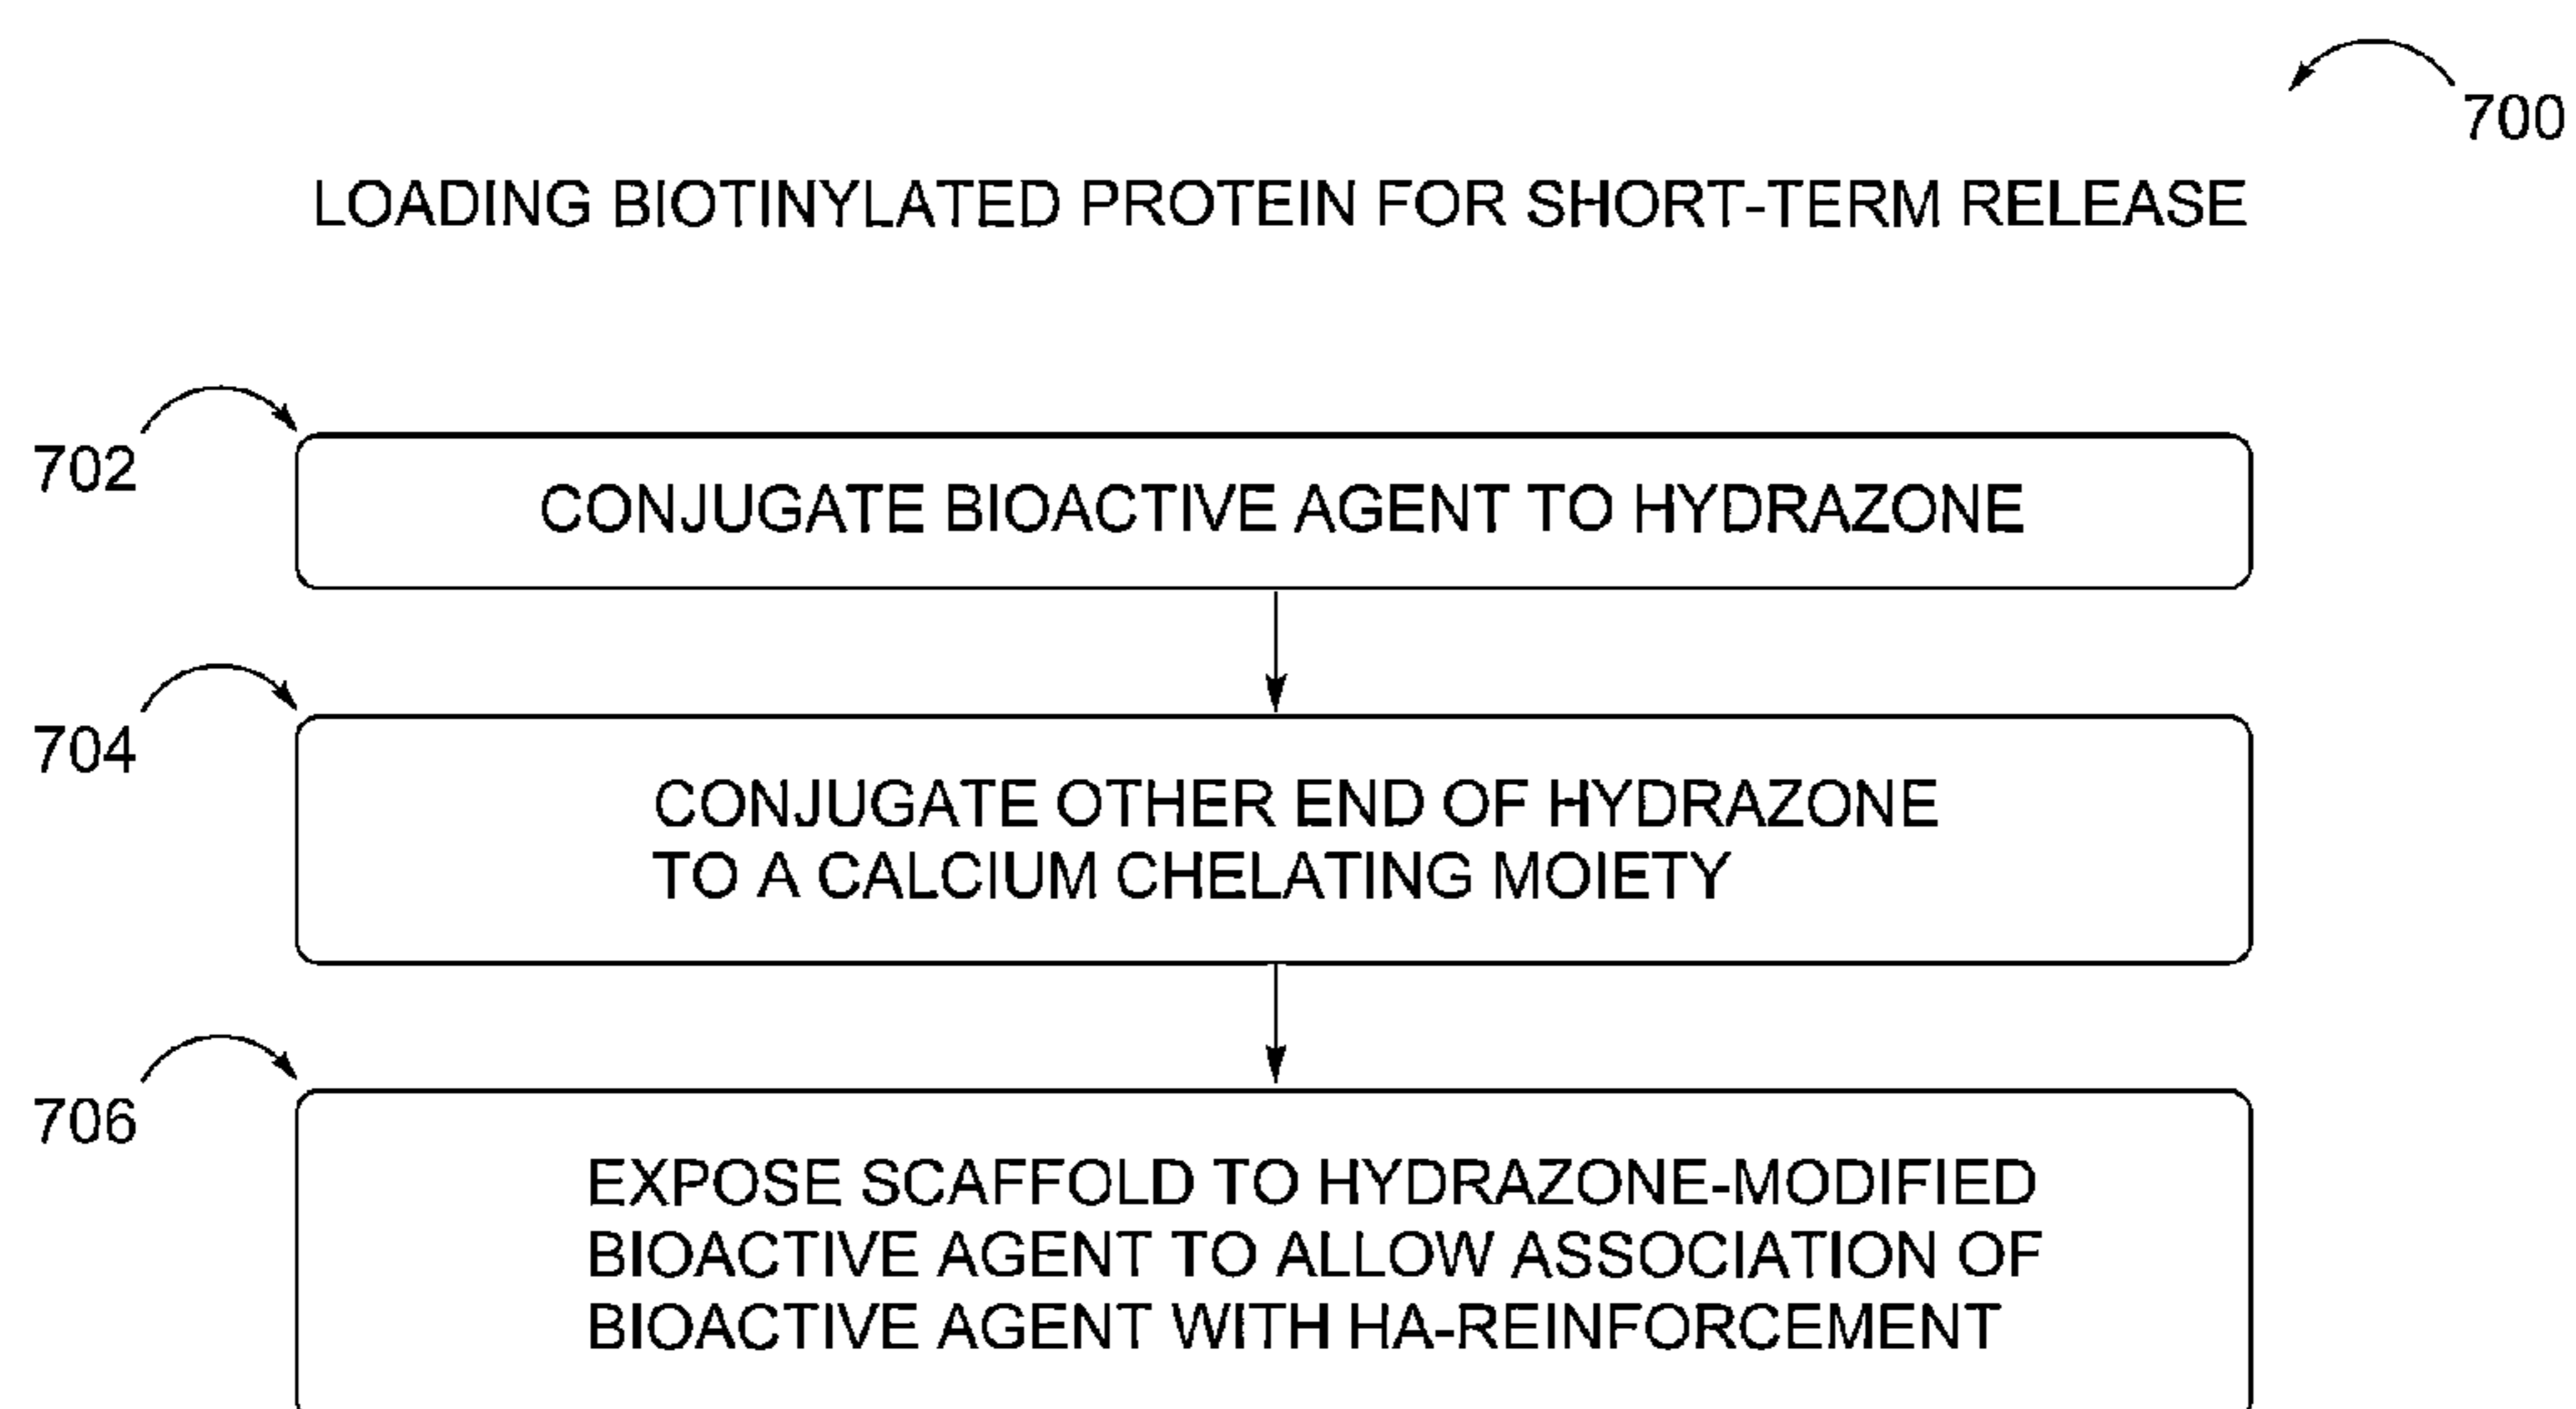 700
LOADING BIOTINYLATED PROTEIN FOR SHORT-TERM RELEASE
702
CONJUGATE BIOACTIVE AGENT TO HYDRAZONE
704
CONJUGATE OTHER END OF HYDRAZONE
TO A CALCIUM CHELATING MOIETY
706
EXPOSE SCAFFOLD TO HYDRAZONE-MODIFIED
BIOACTIVE AGENT TO ALLOW ASSOCIATION OF
BIOACTIVE AGENT WITH HA-REINFORCEMENT